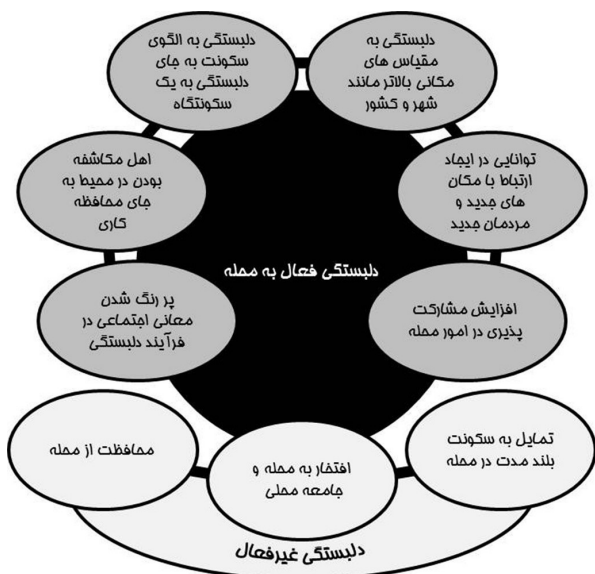 دلبستگی به
مقیاس های
مکانی بالاتر مانند
شهر و کشور
دلبستگی به الگوی
سکونت به جای
دلبستگی به یک
سکونتگاه
توانایی در ایجاد
ارتباط با مکان
های جدید و
مردمان جدید
اهل مکاشفه
بودن در محیط به
جای محافظه
کاری
دلبستگی فعال به محله
افزایش مشارکت
پذیری در امور محله
پر رنگ شدن
معانی اجتماعی در
فرآیند دلبستگی
تمایل به سکونت
بلند مدت در محله
افتخار به محله و
جامعه محلی
محافظت از محله
دلبستگی غیرفعال